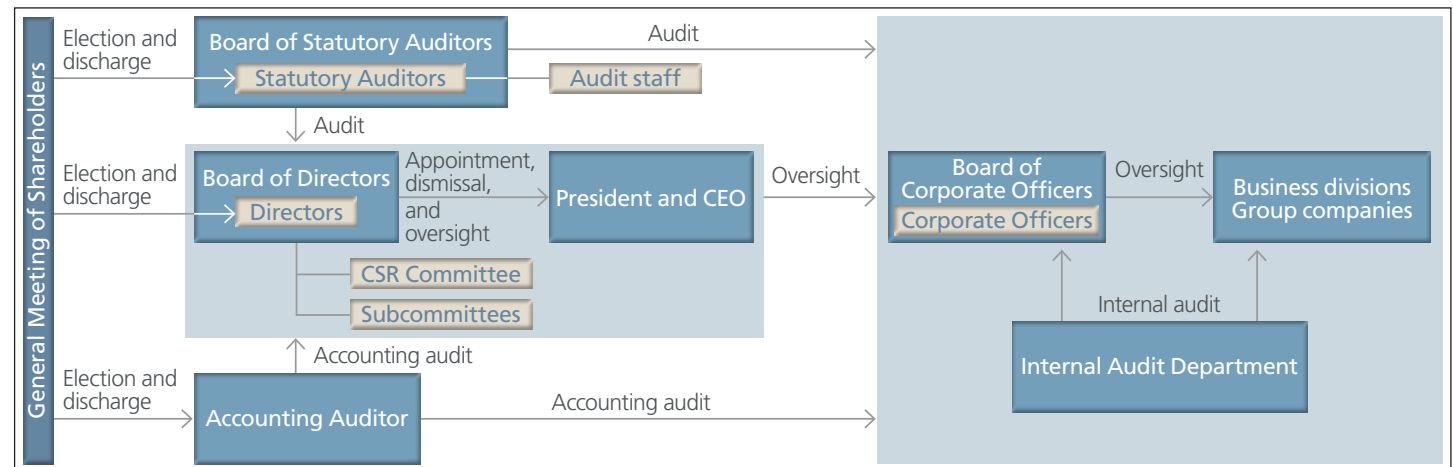 General Meeting of Shareholders
Election and
discharge
Board of Statutory Auditors
Statutory Auditors
Audit staff
Audit
Audit
Election and
discharge
Board of Directors
Directors
Appointment,
dismissal,
and
oversight
President and CEO
Oversight
Board of
Corporate Officers
Corporate Officers
Oversight
Business divisions
Group companies
CSR Committee
Subcommittees
Internal audit
Internal Audit Department
Accounting audit
Election and
discharge
Accounting Auditor
Accounting audit